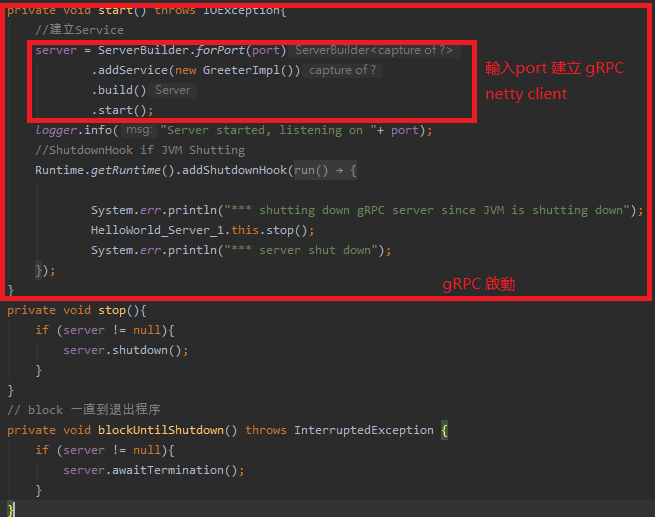 private void start() throws IOException{
//建立Service
server = ServerBuilder.forPort(port) ServerBuilder<capture of ?>
.addService(new GreeterImpl()) capture of ?
.build() Server
.start();
輸入port 建立 gRPC
netty client
logger.info( msg: "Server started, listening on "+ port);
//ShutdownHook if JVM Shutting
Runtime.getRuntime().addShutdownHook(run() → {
System.err.println("*** shutting down gRPC server since JVM is shutting down");
HelloWorld_Server_1.this.stop();
System.err.println("*** server shut down");
});
gRPC 啟動
}
private void stop(){
if (server != null){
server.shutdown();
}
}
// block 一直到退出程序
private void blockUntilShutdown() throws InterruptedException {
if (server != null){
server.awaitTermination();
}
}